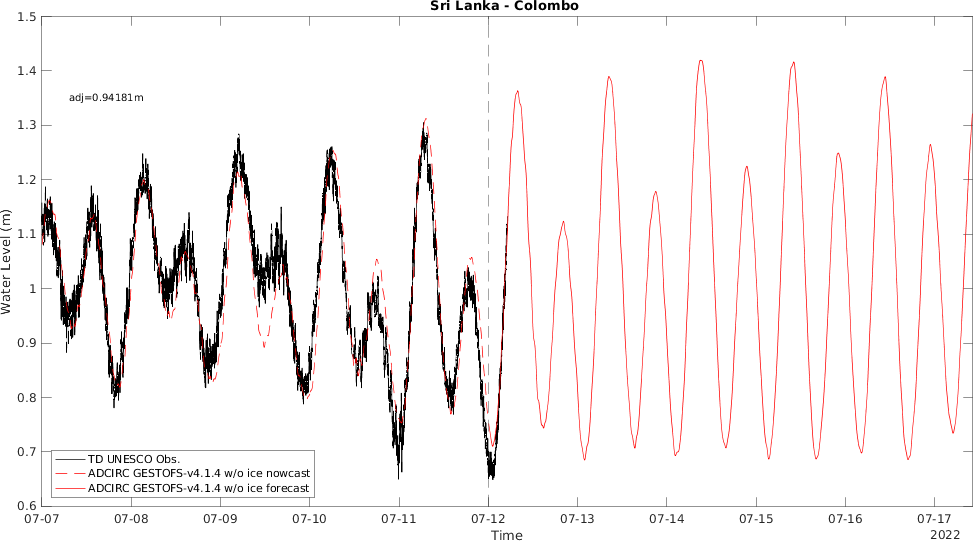 Sri Lanka - Colombo
1.5
1.4
1.3
1.2
1.1
1
0.9
0.8
0.7
0.6
Water Level (m)
adj=0.94181m
TD UNESCO Obs.
ADCIRC GESTOFS-v4.1.4 w/o ice nowcast
ADCIRC GESTOFS-v4.1.4 w/o ice forecast
07-07 07-08 07-09 07-10 07-11 07-12 07-13 07-14 07-15 07-16 07-17
Time
2022